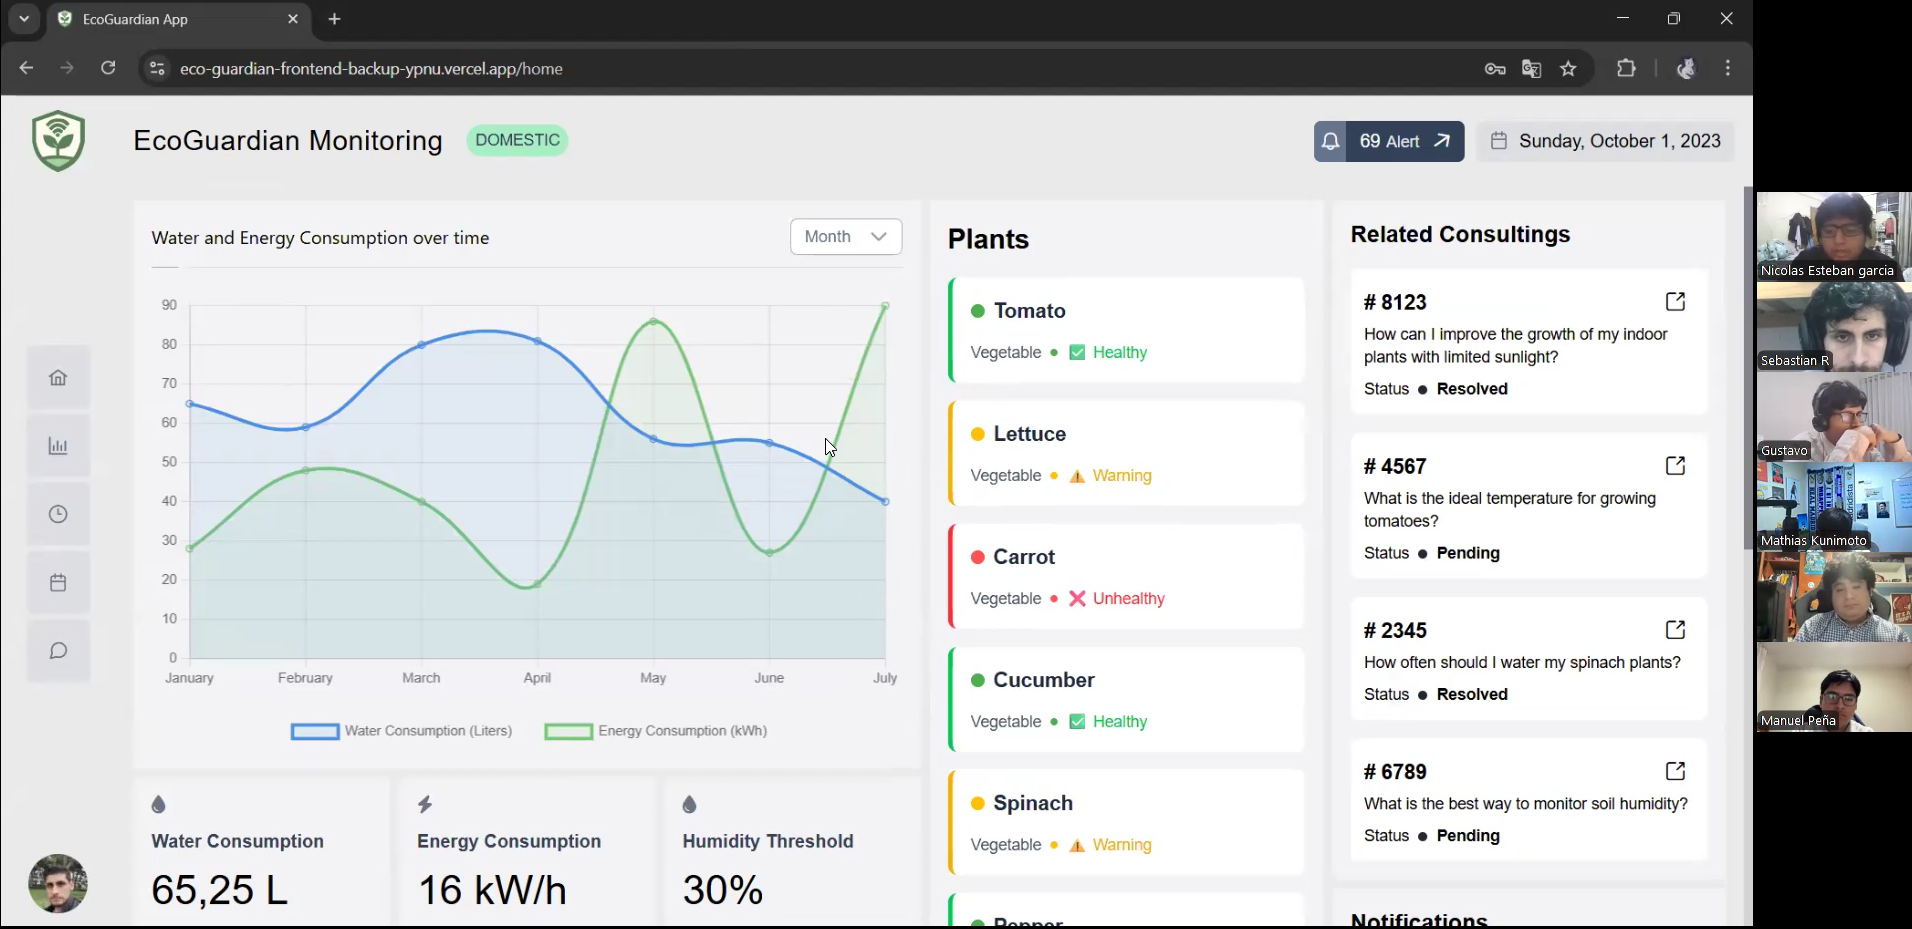 EcoGuardian App
eco-guardian-frontend-backup-ypnu.vercel.app/home
EcoGuardian Monitoring
DOMESTIC
69 Alert
Sunday, October 1, 2023
Water and Energy Consumption over time
Month
90
80
70
60
50
40
30
20
10
0
January
February
March
April
May
June
July
Water Consumption (Liters)
Energy Consumption (kWh)
Water Consumption
65,25 L
Energy Consumption
16 kW/h
Humidity Threshold
30%
Plants
Tomato
Vegetable
Healthy
Lettuce
Vegetable
Warning
Carrot
Vegetable
Unhealthy
Cucumber
Vegetable
Healthy
Spinach
Vegetable
Warning
Pepper
Related Consultings
# 8123
How can I improve the growth of my indoor
plants with limited sunlight?
Status ● Resolved
# 4567
What is the ideal temperature for growing
tomatoes?
Status ● Pending
# 2345
How often should I water my spinach plants?
Status ● Resolved
# 6789
What is the best way to monitor soil humidity?
Status ● Pending
Notifications
Nicolas Esteban garcia
Sebastian R
Gustavo
Mathias Kunimoto
Manuel Peña